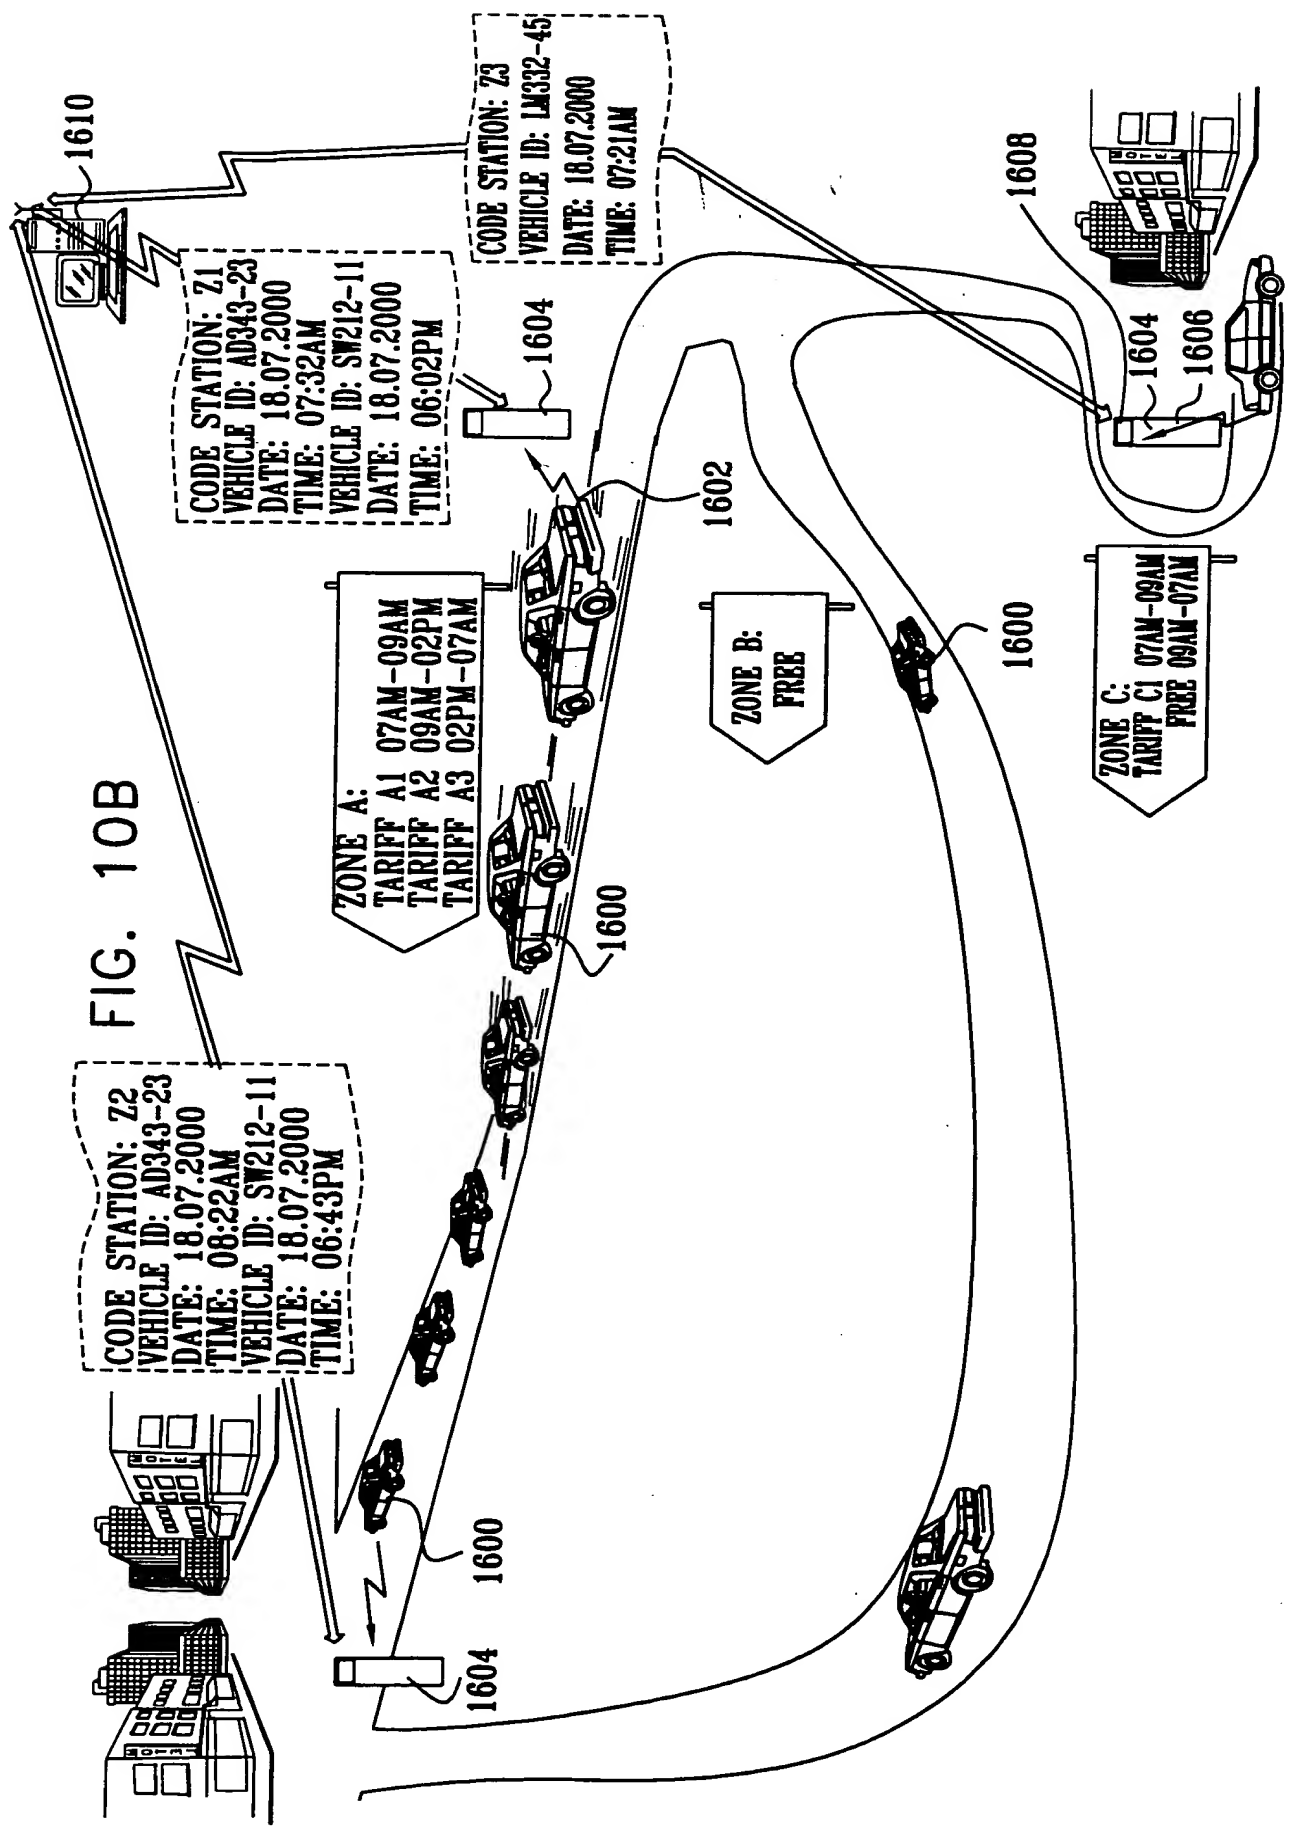 FIG. 10B
CODE STATION: Z2
VEHICLE ID: AD343-23
DATE: 18.07.2000
TIME: 08:22AM
VEHICLE ID: SW212-11
DATE: 18.07.2000
TIME: 06:43PM
CODE STATION: Z1
VEHICLE ID: AD343-23
DATE: 18.07.2000
TIME: 07:32AM
VEHICLE ID: SW212-11
DATE: 18.07.2000
TIME: 06:02PM
1610
CODE STATION: Z3
VEHICLE ID: LM332-45
DATE: 18.07.2000
TIME: 07:21AM
ZONE A:
TARIFF A1 07AM-09AM
TARIFF A2 09AM-02PM
TARIFF A3 02PM-07AM
1604
1602
1600
1600
1604
ZONE B:
FREE
1600
ZONE C:
TARIFF C1 07AM-09AM
FREE 09AM-07AM
1608
1604
1606
MOTEL
MOTEL